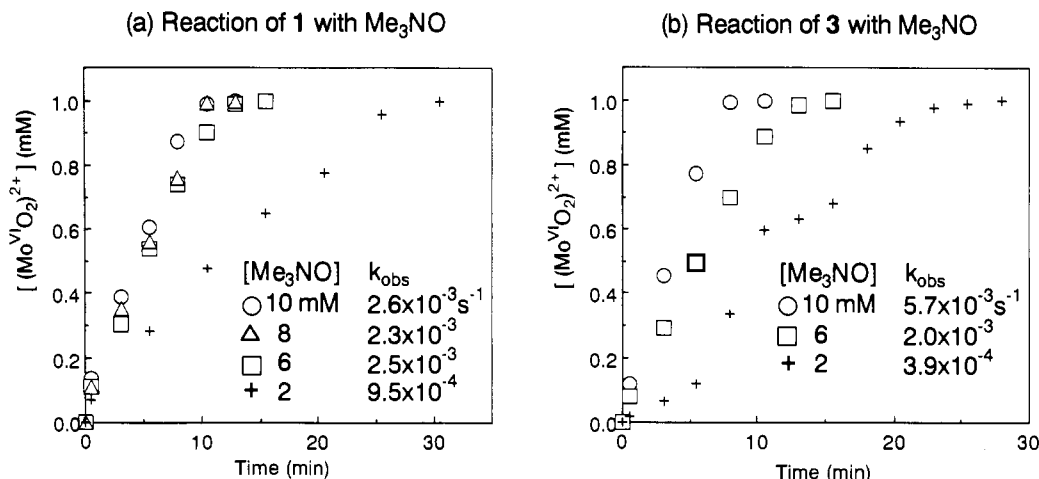 (a) Reaction of 1 with Me₃NO
[ (MoⱽᴵO₂)²⁺ ] (mM)
1.0
0.8
0.6
0.4
0.2
0.0
0 10 20 30
Time (min)
[Me₃NO] k_obs
10 mM 2.6x10⁻³s⁻¹
8 2.3x10⁻³
6 2.5x10⁻³
2 9.5x10⁻⁴
(b) Reaction of 3 with Me₃NO
[ (MoⱽᴵO₂)²⁺ ] (mM)
1.0
0.8
0.6
0.4
0.2
0.0
0 10 20 30
Time (min)
[Me₃NO] k_obs
10 mM 5.7x10⁻³s⁻¹
6 2.0x10⁻³
2 3.9x10⁻⁴